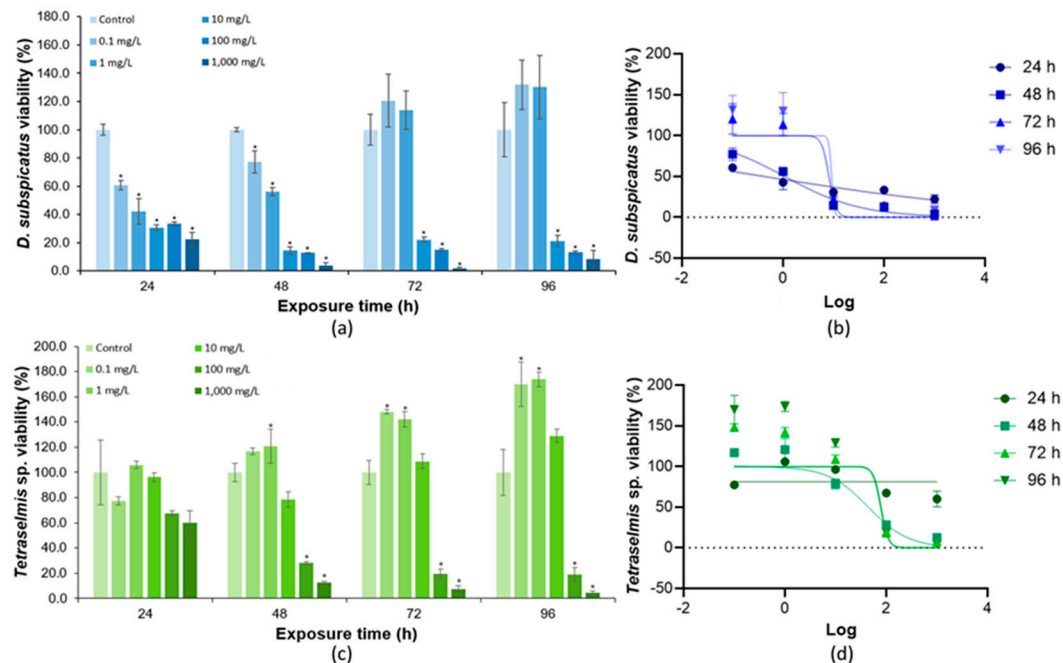 180.0
160.0
140.0
120.0
100.0
80.0
60.0
40.0
20.0
0.0
D. subspicatus viability (%)
Control
0.1 mg/L
1 mg/L
10 mg/L
100 mg/L
1,000 mg/L
24 48 72 96
Exposure time (h)
(a)
200
150
100
50
0
-50
D. subspicatus viability (%)
-2 0 2 4
Log
24 h
48 h
72 h
96 h
(b)
200.0
180.0
160.0
140.0
120.0
100.0
80.0
60.0
40.0
20.0
0.0
Tetraselmis sp. viability (%)
Control
0.1 mg/L
1 mg/L
10 mg/L
100 mg/L
1,000 mg/L
24 48 72 96
Exposure time (h)
(c)
200
150
100
50
0
-50
Tetraselmis sp. viability (%)
-2 0 2 4
Log
24 h
48 h
72 h
96 h
(d)